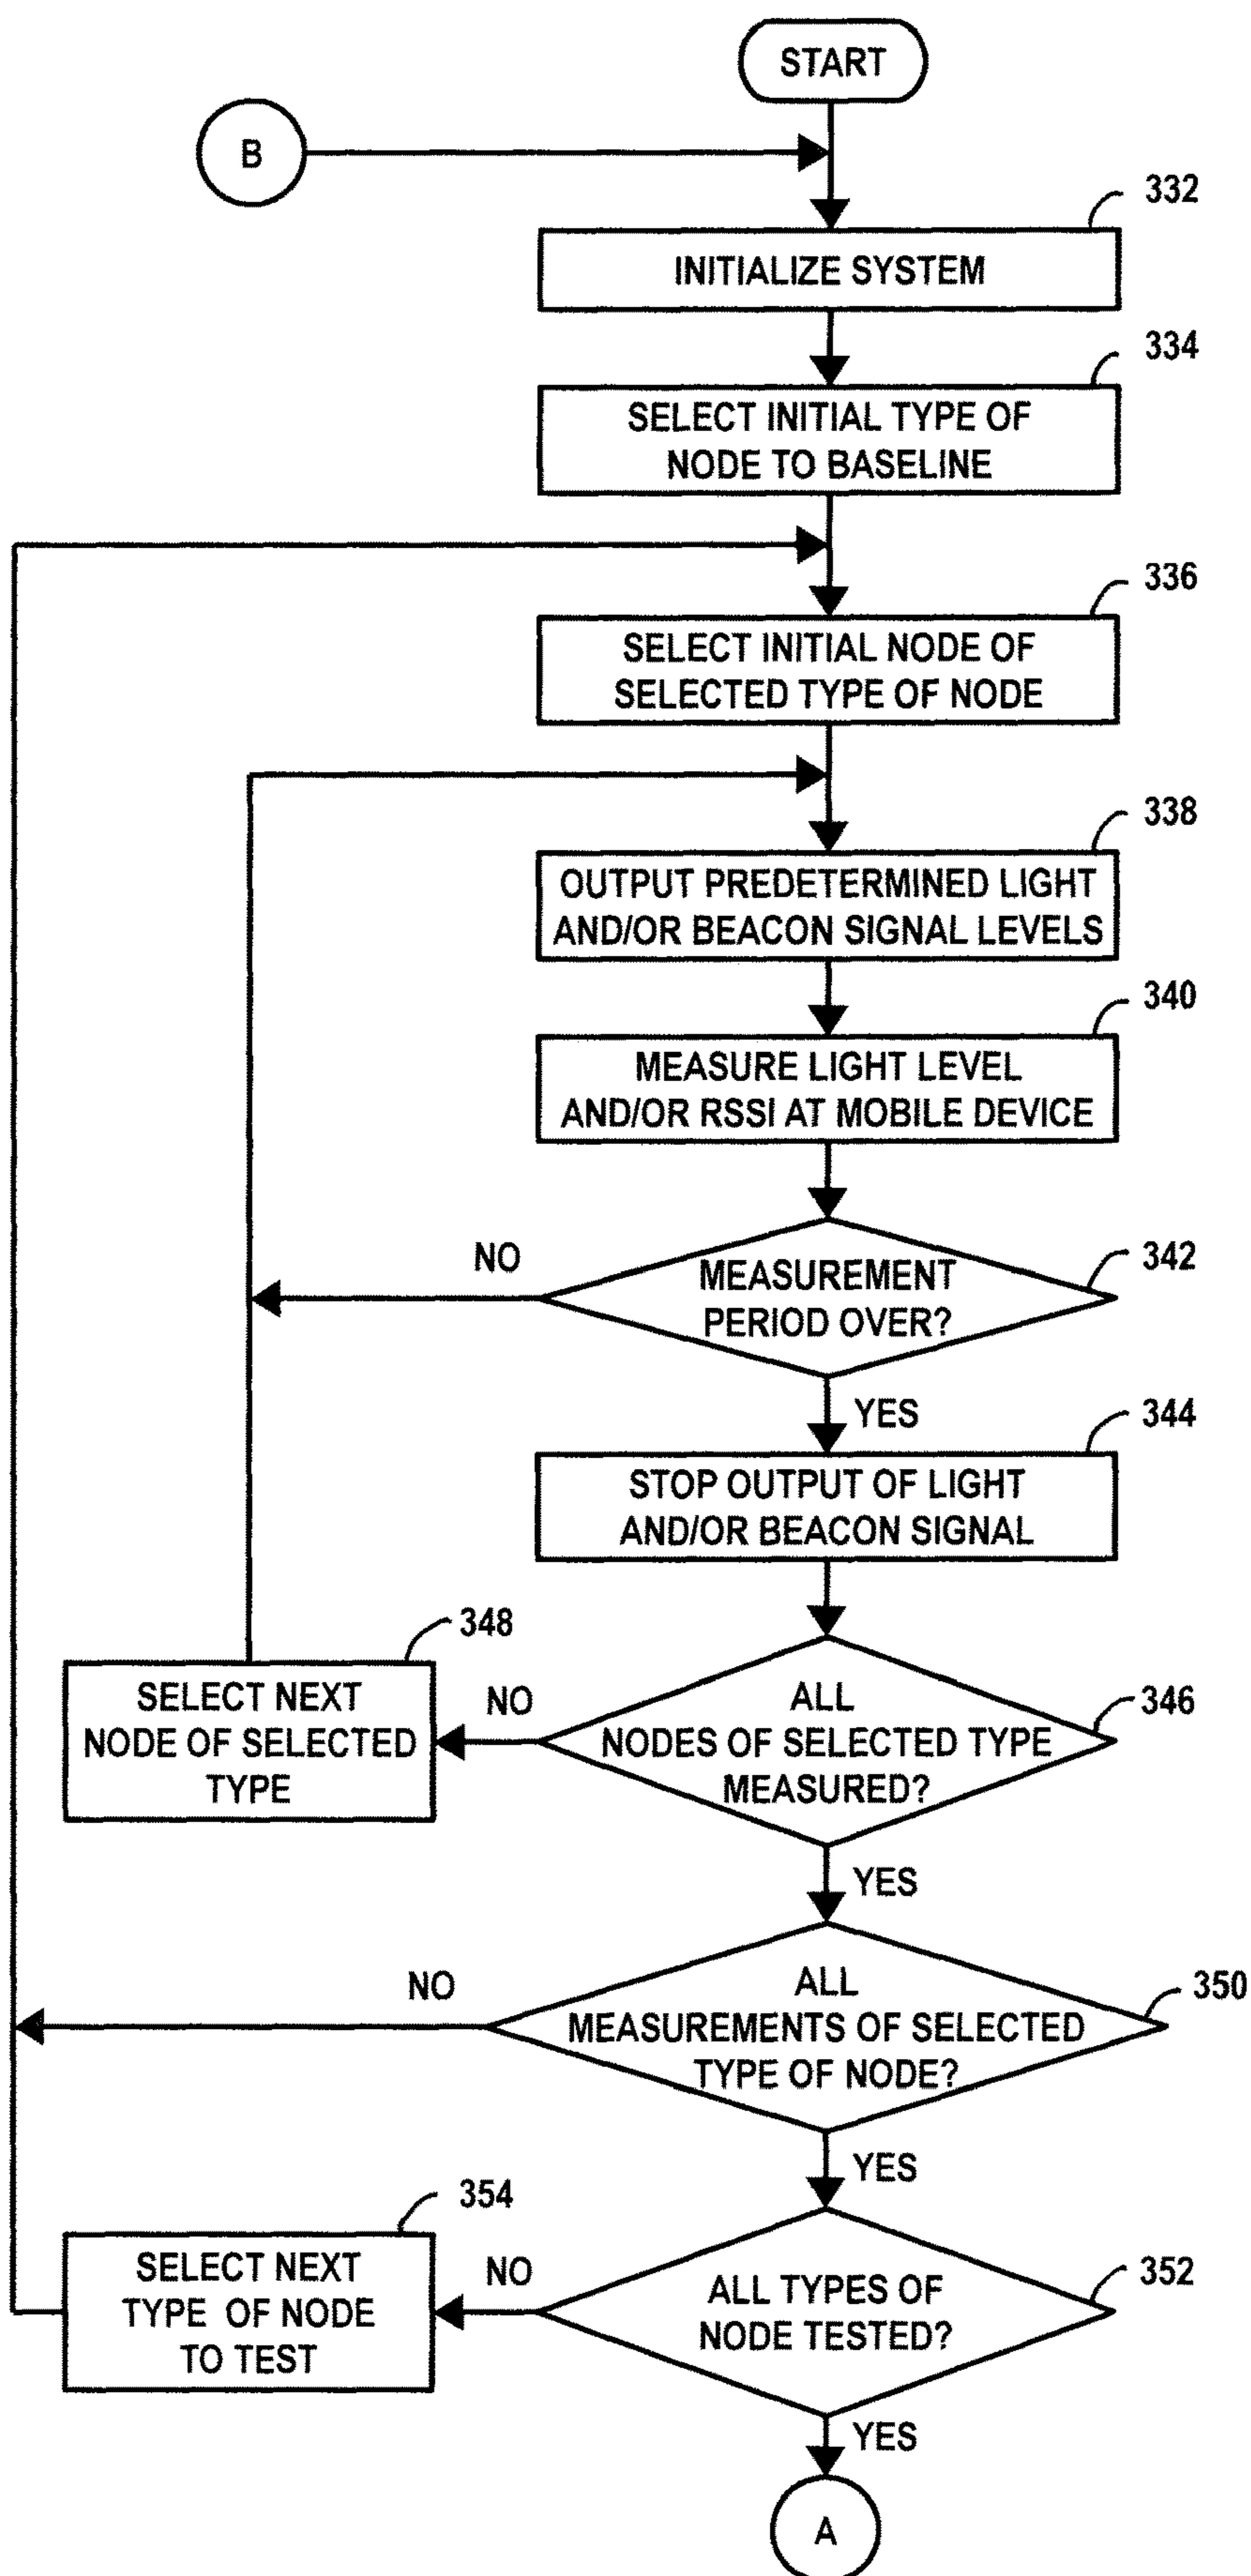 START
B
332
INITIALIZE SYSTEM
334
SELECT INITIAL TYPE OF
NODE TO BASELINE
336
SELECT INITIAL NODE OF
SELECTED TYPE OF NODE
338
OUTPUT PREDETERMINED LIGHT
AND/OR BEACON SIGNAL LEVELS
340
MEASURE LIGHT LEVEL
AND/OR RSSI AT MOBILE DEVICE
342
NO
MEASUREMENT
PERIOD OVER?
YES
344
STOP OUTPUT OF LIGHT
AND/OR BEACON SIGNAL
348
SELECT NEXT
NODE OF SELECTED
TYPE
NO
346
ALL
NODES OF SELECTED TYPE
MEASURED?
YES
NO
350
ALL
MEASUREMENTS OF SELECTED
TYPE OF NODE?
YES
354
SELECT NEXT
TYPE OF NODE
TO TEST
NO
352
ALL TYPES OF
NODE TESTED?
YES
A